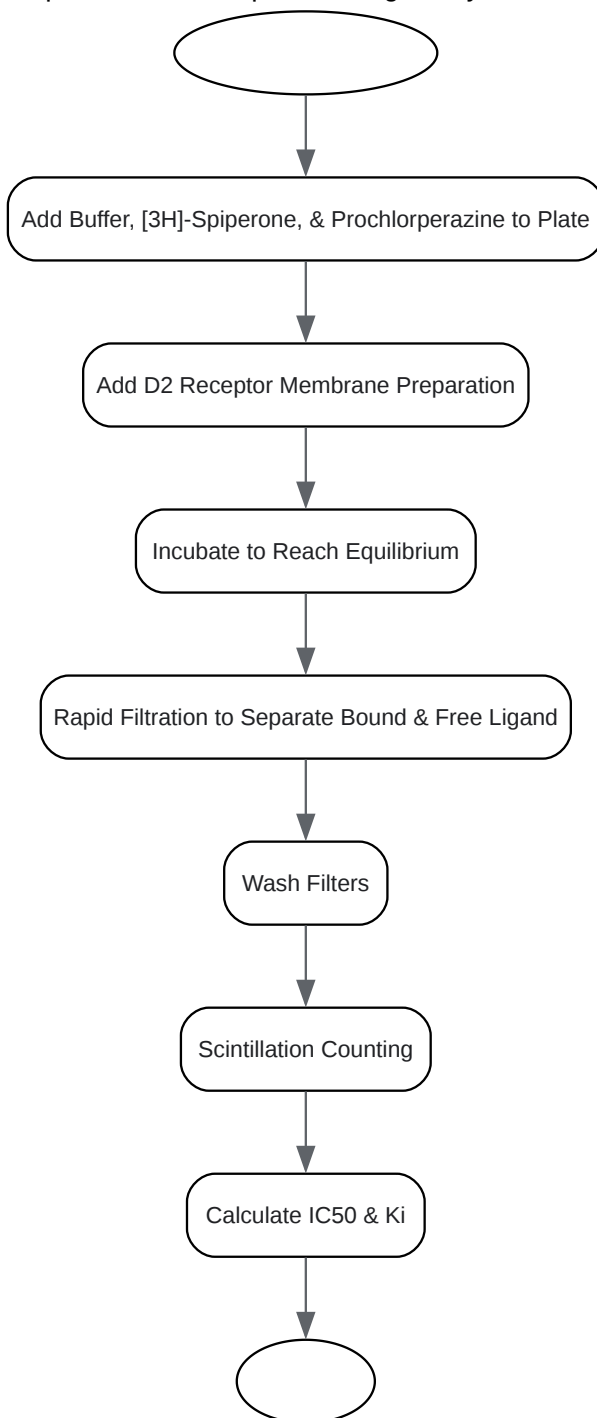 Add Buffer, [3H]-Spiperone, & Prochlorperazine to Plate
Add D2 Receptor Membrane Preparation
Incubate to Reach Equilibrium
Rapid Filtration to Separate Bound & Free Ligand
Wash Filters
Scintillation Counting
Calculate IC50 & Ki